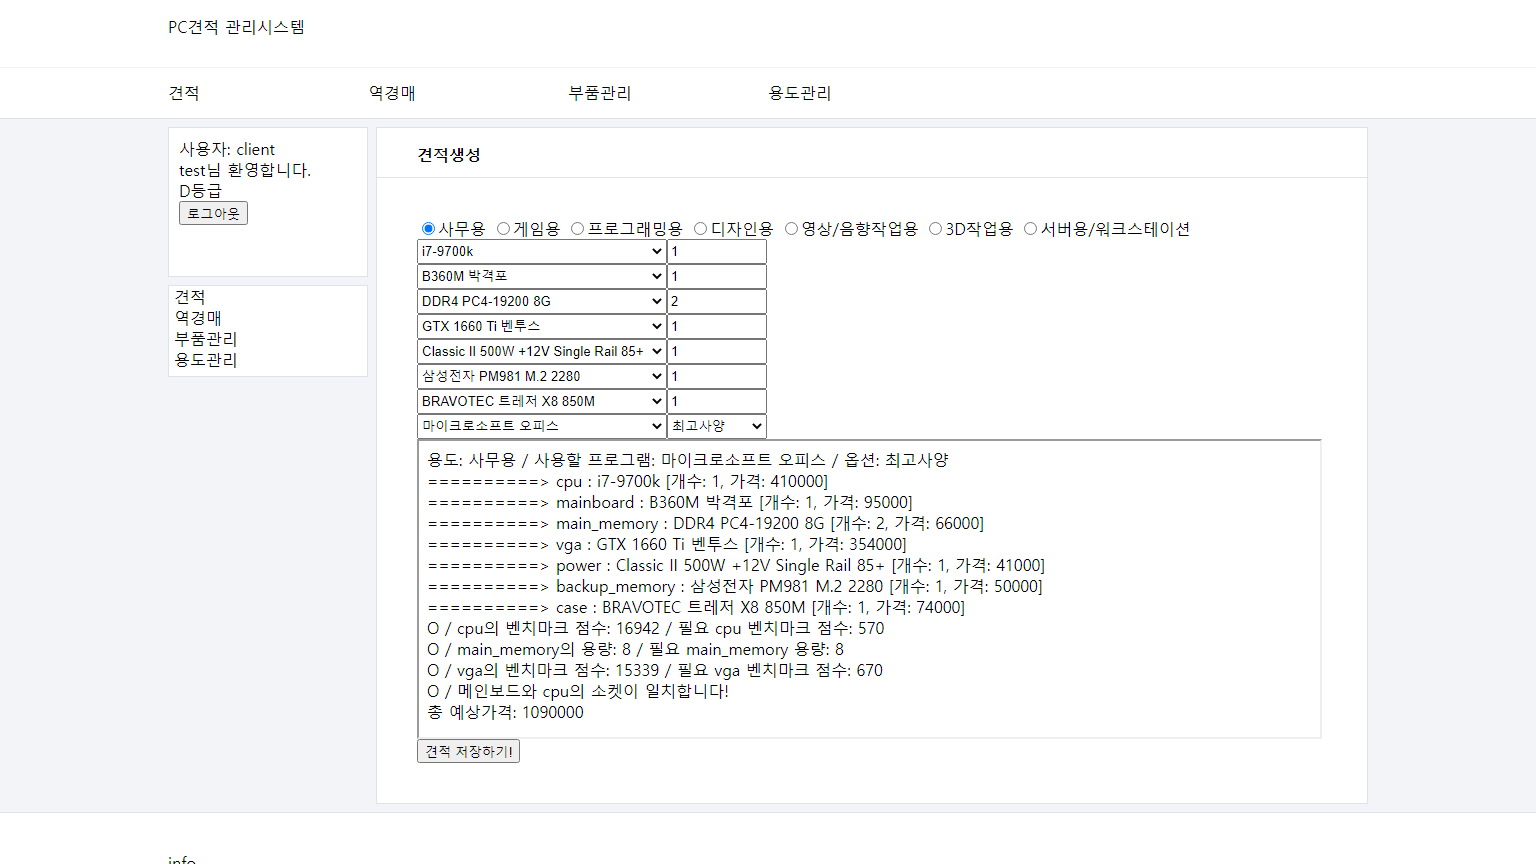 PC견적 관리시스템
견적 역경매 부품관리 용도관리
사용자: client
test님 환영합니다.
D등급
로그아웃
견적
역경매
부품관리
용도관리
견적생성
사무용 게임용 프로그래밍용 디자인용 영상/음향작업용 3D작업용 서버용/워크스테이션
i7-9700k 1
B360M 박격포 1
DDR4 PC4-19200 8G 2
GTX 1660 Ti 벤투스 1
Classic II 500W +12V Single Rail 85+ 1
삼성전자 PM981 M.2 2280 1
BRAVOTEC 트레저 X8 850M 1
마이크로소프트 오피스 최고사양
용도: 사무용 / 사용할 프로그램: 마이크로소프트 오피스 / 옵션: 최고사양
==========> cpu : i7-9700k [개수: 1, 가격: 410000]
==========> mainboard : B360M 박격포 [개수: 1, 가격: 95000]
==========> main_memory : DDR4 PC4-19200 8G [개수: 2, 가격: 66000]
==========> vga : GTX 1660 Ti 벤투스 [개수: 1, 가격: 354000]
==========> power : Classic II 500W +12V Single Rail 85+ [개수: 1, 가격: 41000]
==========> backup_memory : 삼성전자 PM981 M.2 2280 [개수: 1, 가격: 50000]
==========> case : BRAVOTEC 트레저 X8 850M [개수: 1, 가격: 74000]
O / cpu의 벤치마크 점수: 16942 / 필요 cpu 벤치마크 점수: 570
O / main_memory의 용량: 8 / 필요 main_memory 용량: 8
O / vga의 벤치마크 점수: 15339 / 필요 vga 벤치마크 점수: 670
O / 메인보드와 cpu의 소켓이 일치합니다!
총 예상가격: 1090000
견적 저장하기!
info